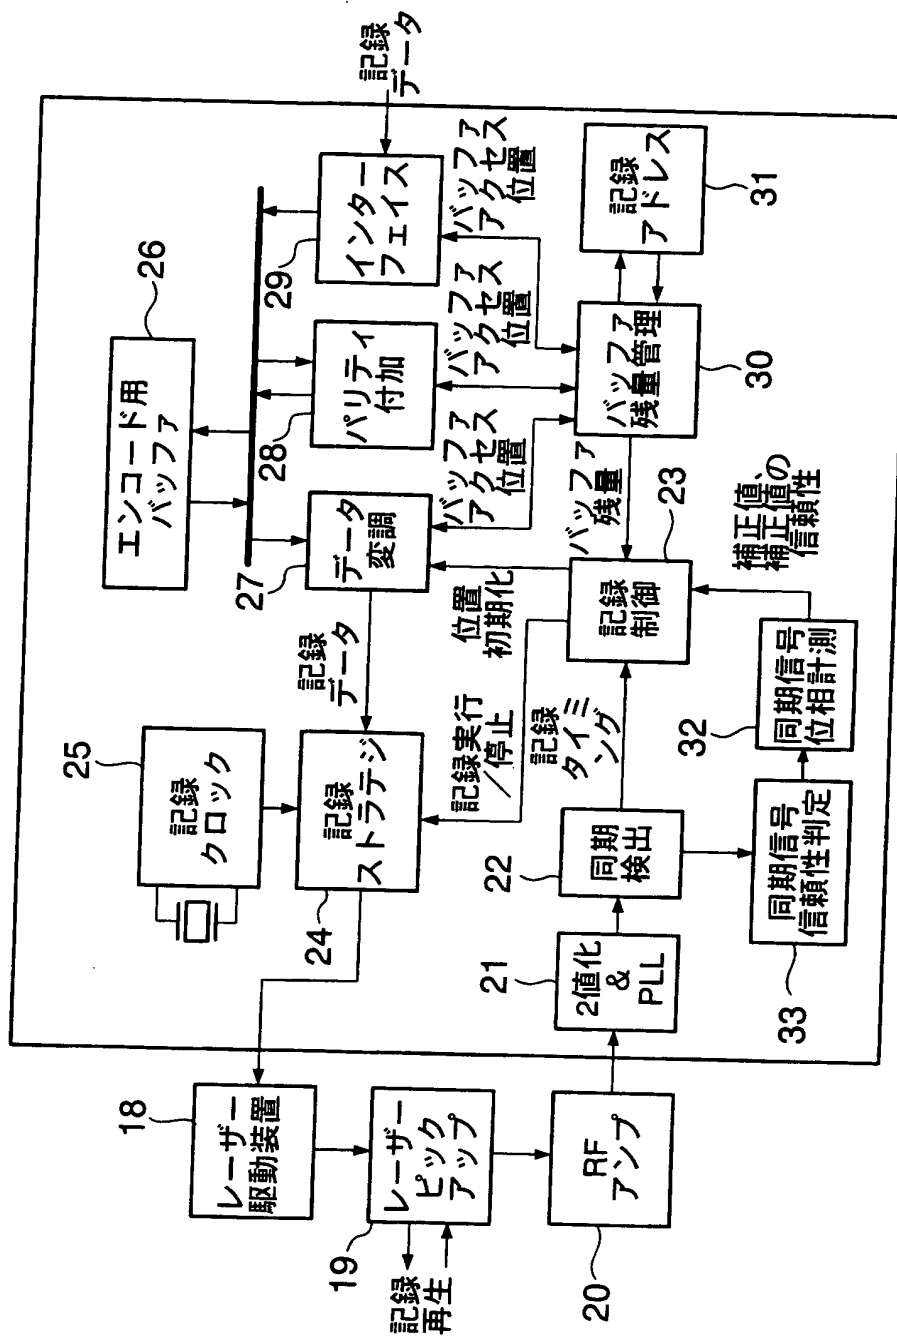 18
レーザー
駆動装置
19
レーザー
ピック
アップ
記録
再生
20
RF
アンプ
25
記録
クロック
24
記録
ストラテジ
記録
データ
記録実行
／停止
21
2値化
&
PLL
22
同期
検出
記録
タイミ
ング
33
同期信号
信頼性判定
32
同期信号
位相計測
補正値、
補正値の
信頼性
23
記録
制御
位置
初期化
バッファ
残量
26
エンコード用
バッファ
27
データ
変調
28
パリティ
付加
29
インター
フェイス
記録
データ
バッファ
アクセス
位置
バッファ
アクセス
位置
バッファ
アクセス
位置
30
バッファ
残量管理
31
記録
アドレス